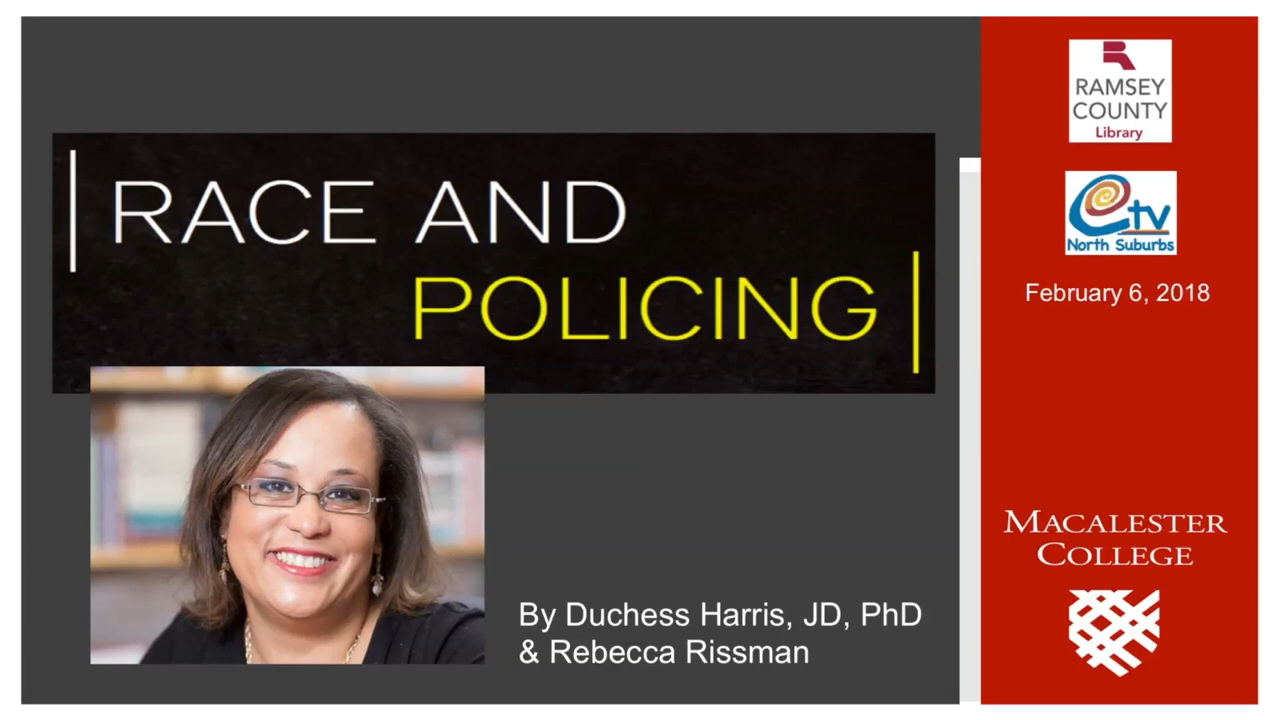 RACE AND
POLICING
By Duchess Harris, JD, PhD
& Rebecca Rissman
RAMSEY
COUNTY
Library
ctv
North Suburbs
February 6, 2018
MACALESTER
COLLEGE